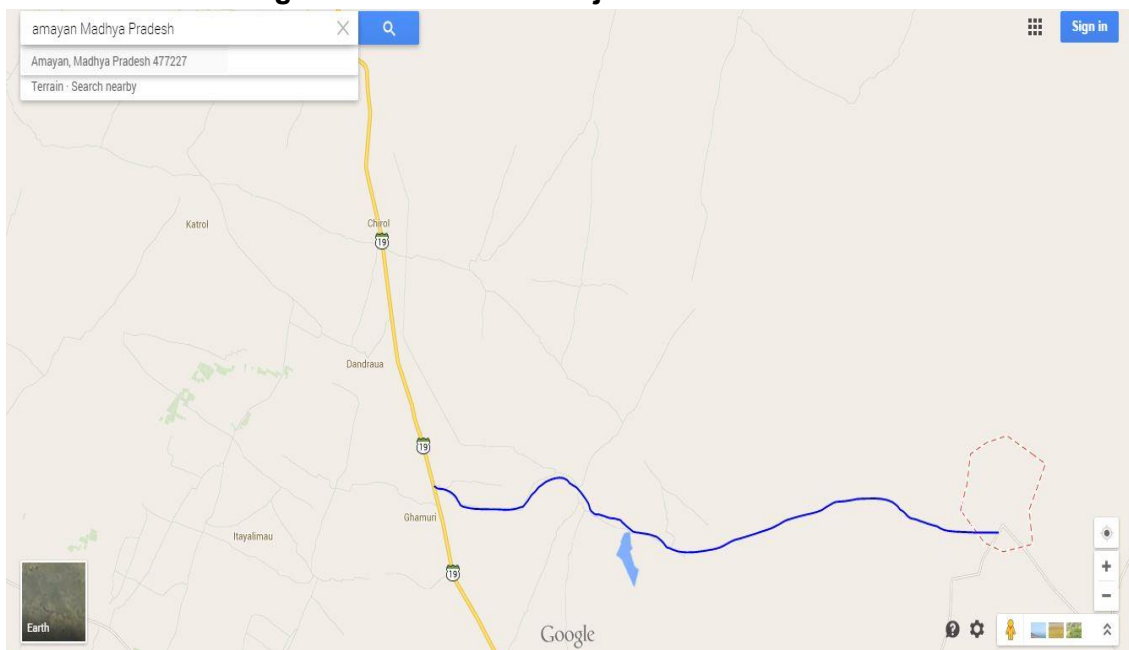 amayan Madhya Pradesh
Sign in
Amayan, Madhya Pradesh 477227
Terrain · Search nearby
Katrol
Chirol
19
Dandraua
19
Ghamuri
Itayalimau
19
Earth
Google